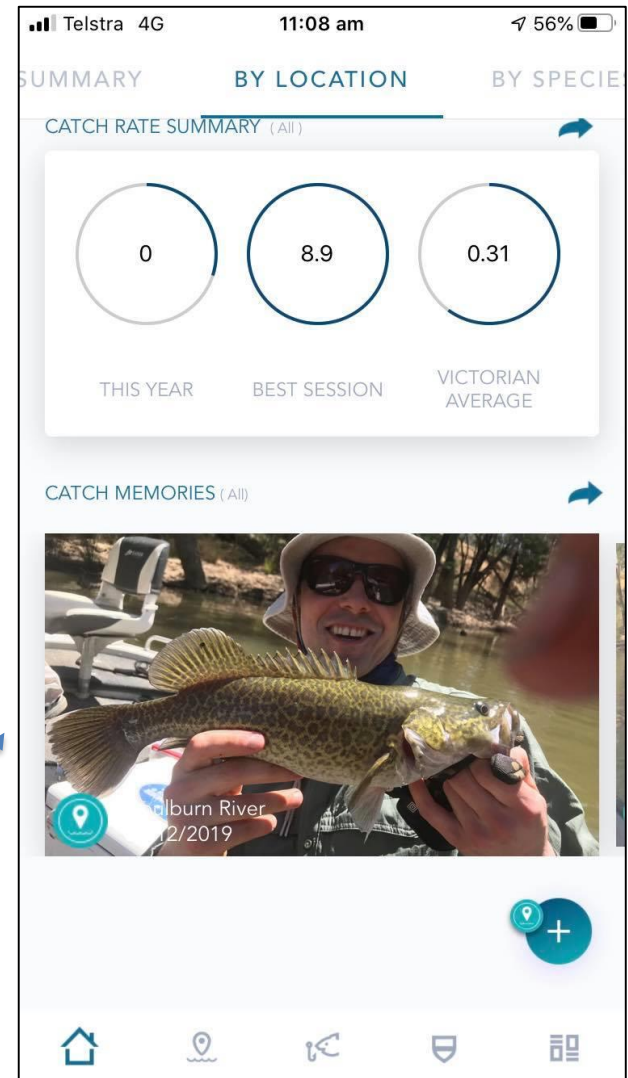 Telstra 4G 11:08 am 56%
SUMMARY BY LOCATION BY SPECIE
CATCH RATE SUMMARY (All)
0 8.9 0.31
THIS YEAR BEST SESSION VICTORIAN
AVERAGE
CATCH MEMORIES (All)
ulburn River
12/2019